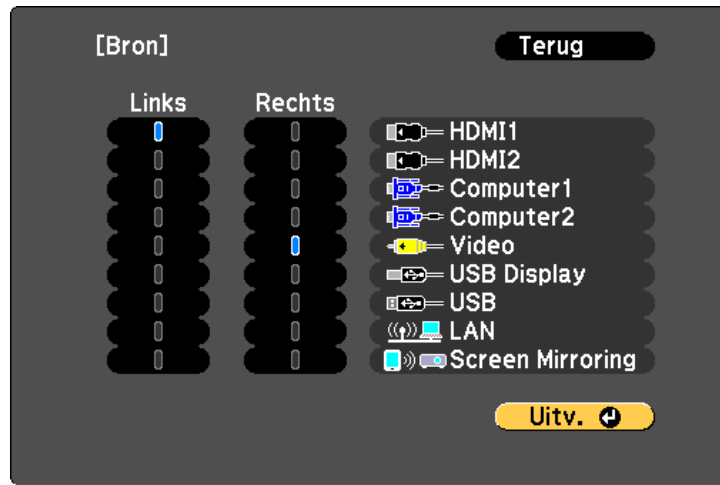 [Bron]
Terug
Links
Rechts
HDMI1
HDMI2
Computer1
Computer2
Video
USB Display
USB
LAN
Screen Mirroring
Uitv.